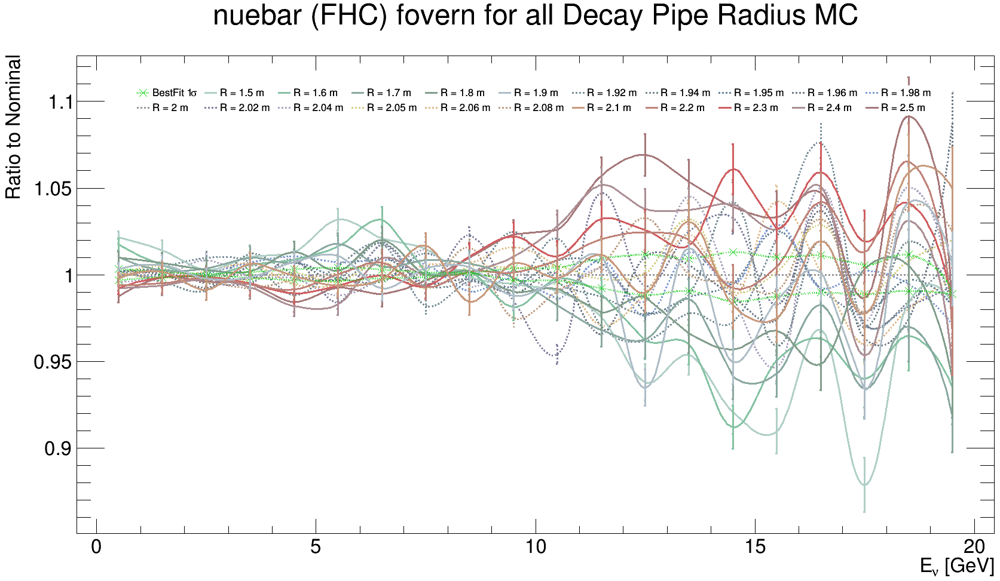 nuebar (FHC) fovern for all Decay Pipe Radius MC
Ratio to Nominal
BestFit 1σ R = 1.5 m R = 1.6 m R = 1.7 m R = 1.8 m R = 1.9 m R = 1.92 m R = 1.94 m R = 1.95 m R = 1.96 m R = 1.98 m
R = 2 m R = 2.02 m R = 2.04 m R = 2.05 m R = 2.06 m R = 2.08 m R = 2.1 m R = 2.2 m R = 2.3 m R = 2.4 m R = 2.5 m
1.1
1.05
1
0.95
0.9
0 5 10 15 20
Eν [GeV]